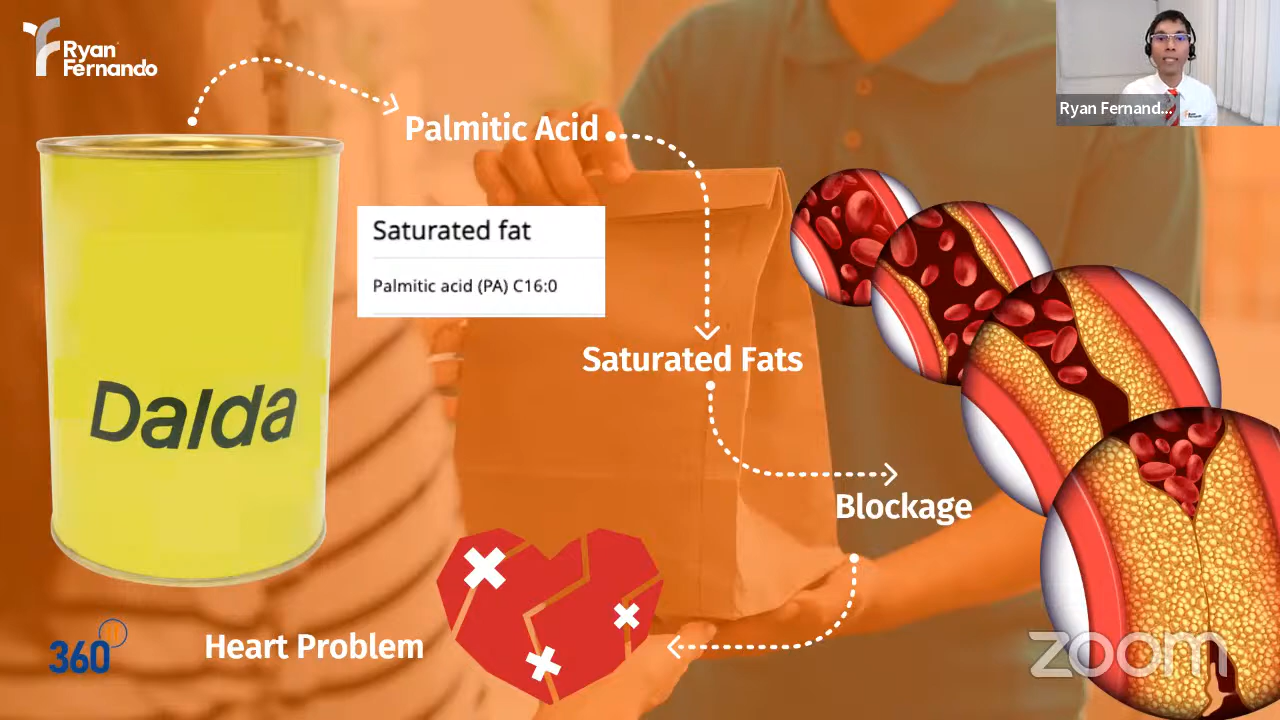 Ryan
Fernando
Ryan Fernand...
Palmitic Acid
Saturated fat
Palmitic acid (PA) C16:0
Saturated Fats
Dalda
Blockage
Heart Problem
360
zoom